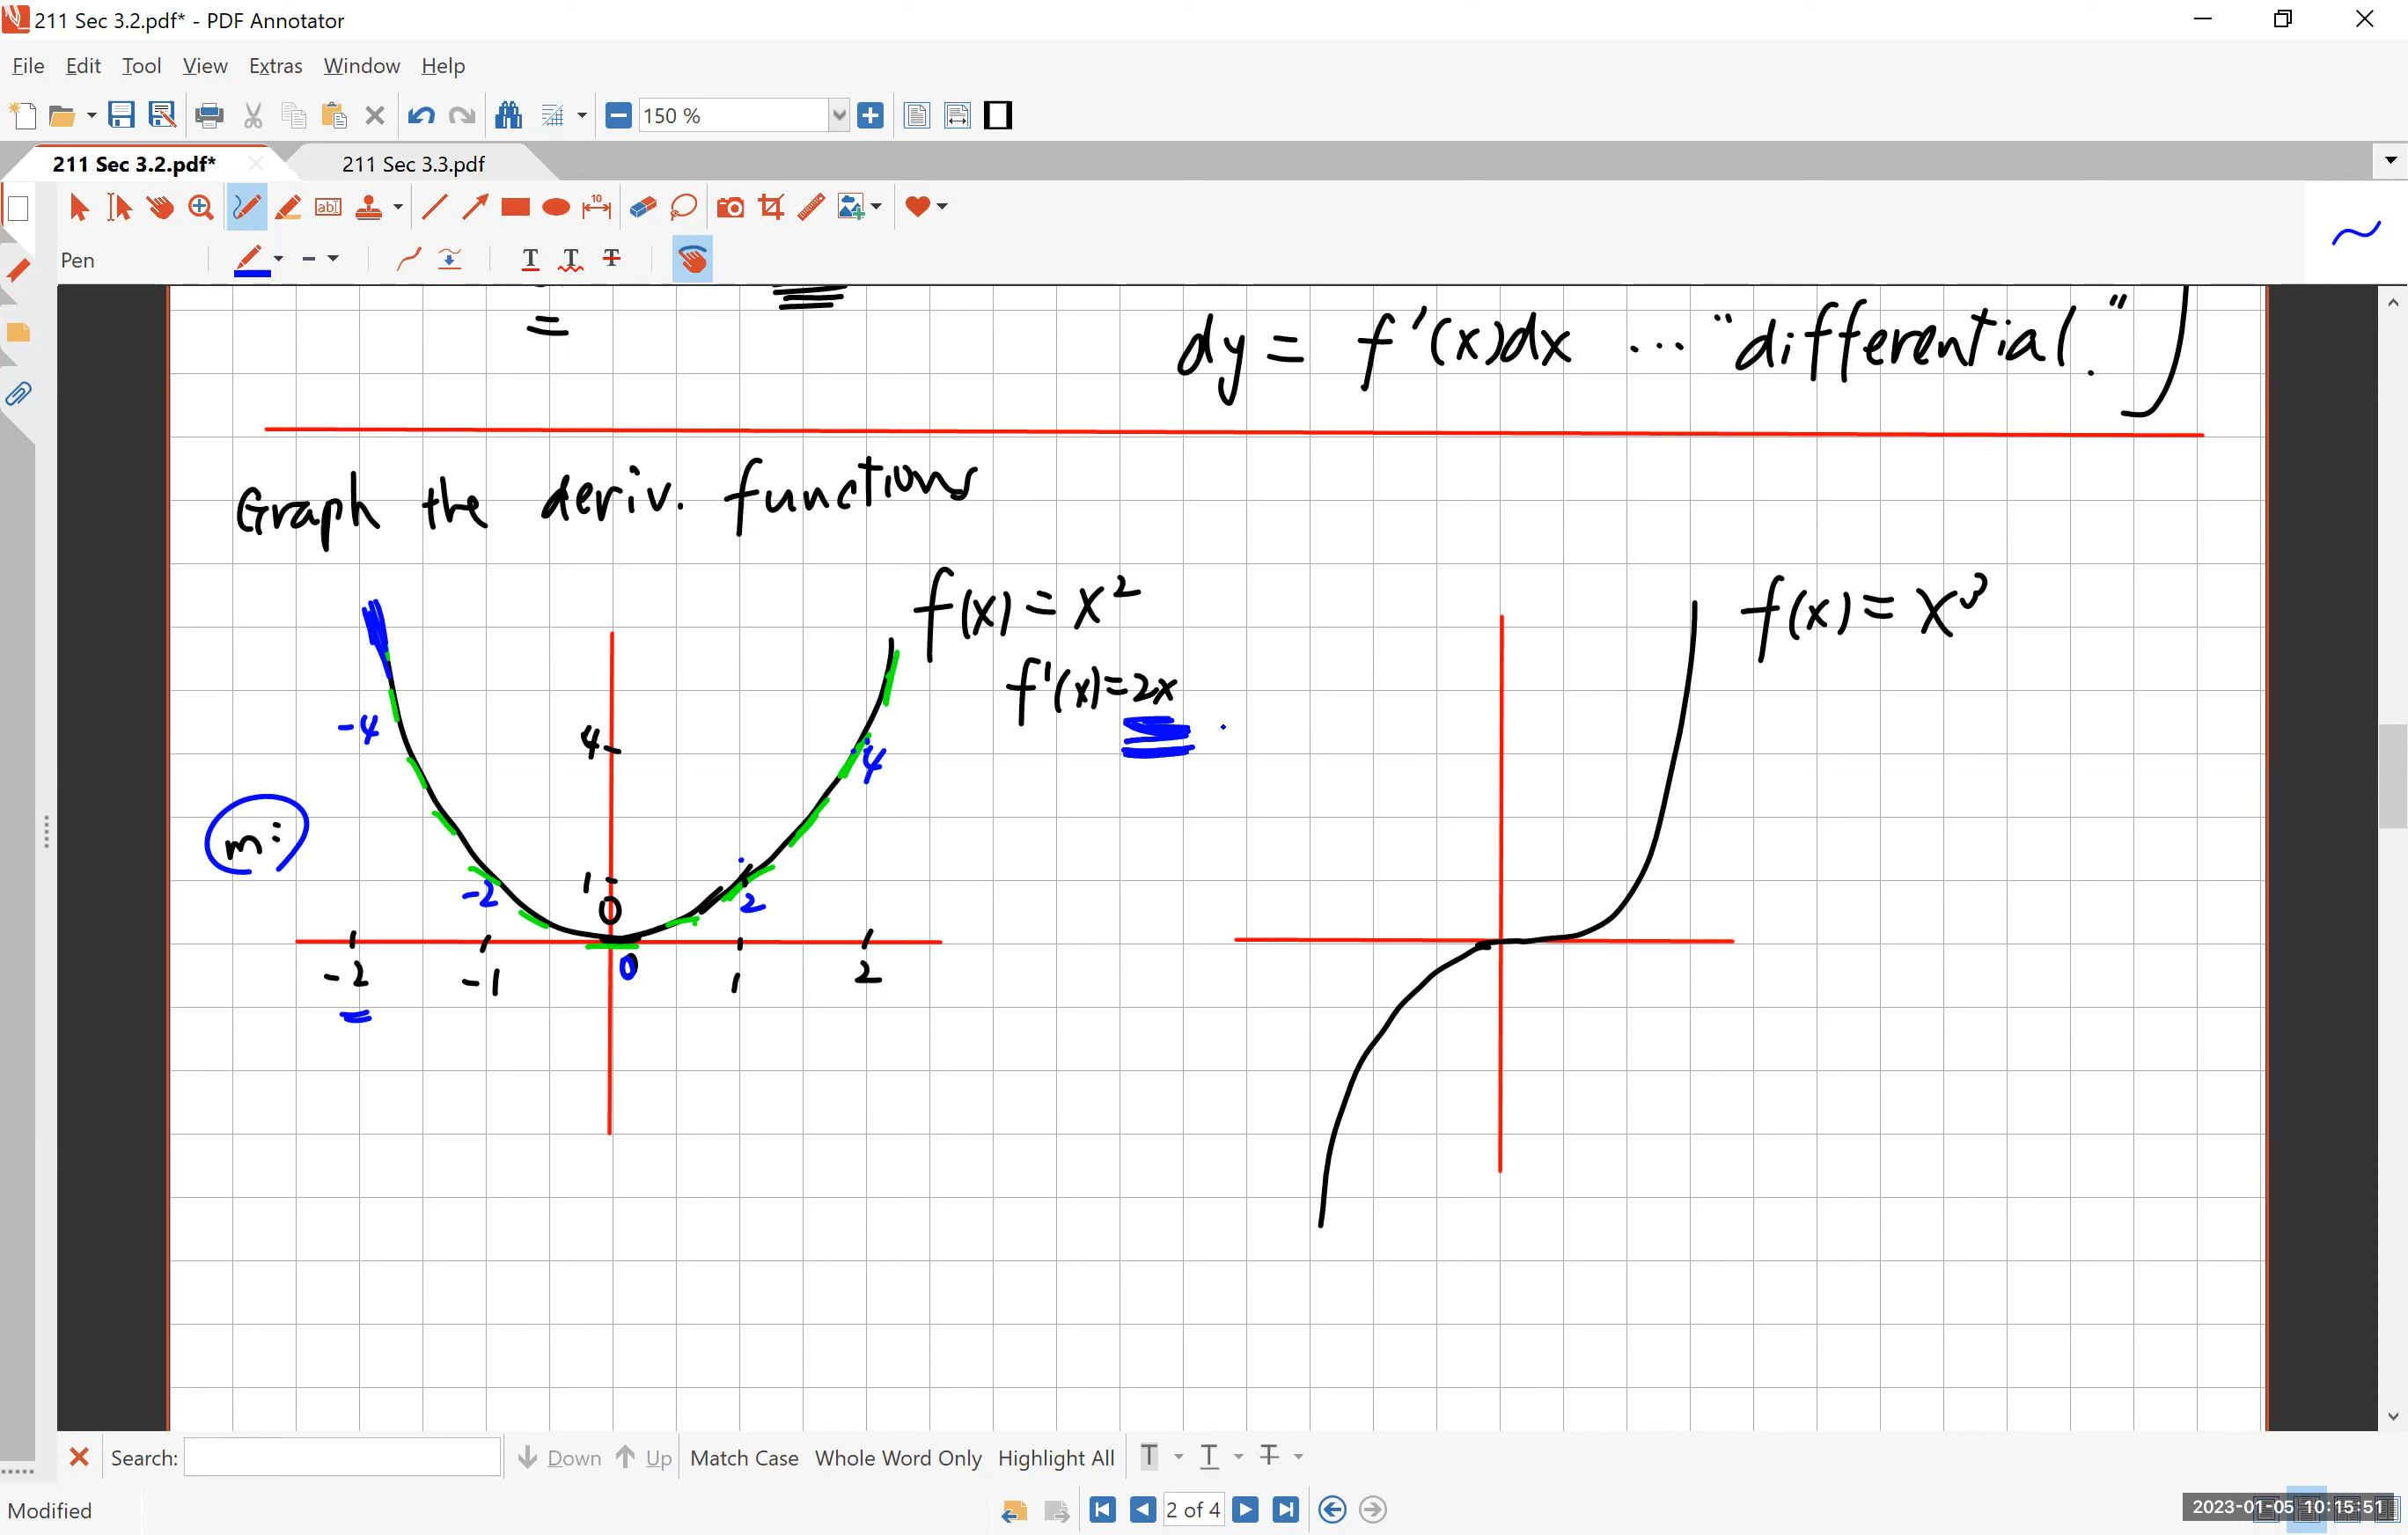 211 Sec 3.2.pdf* - PDF Annotator
File Edit Tool View Extras Window Help
150 %
211 Sec 3.2.pdf* 211 Sec 3.3.pdf
Pen
dy = f'(x)dx ... "differential."
Graph the deriv. functions
f(x) = x²
f(x) = x³
f'(x) = 2x
-4
4
4
m:
-2
1
0
2
-2
-1
0
1
2
Search: Down Up Match Case Whole Word Only Highlight All
Modified
2 of 4
2023-01-05 10:15:51